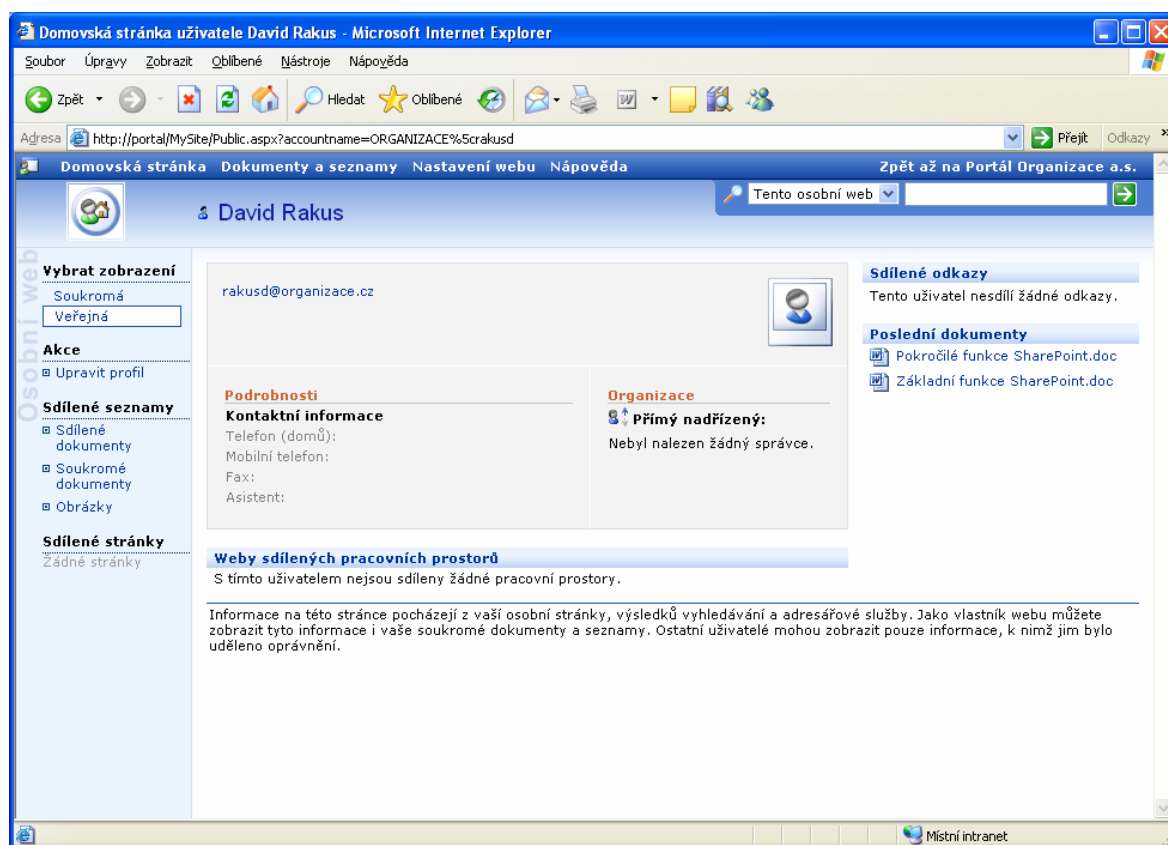 Domovská stránka uživatele David Rakus - Microsoft Internet Explorer
Soubor Úpravy Zobrazit Oblíbené Nástroje Nápověda
Zpět Hledat Oblíbené
Adresa http://portal/MySite/Public.aspx?accountname=ORGANIZACE%5crakusd Přejít Odkazy »
Domovská stránka Dokumenty a seznamy Nastavení webu Nápověda Zpět až na Portál Organizace a.s.
David Rakus
Tento osobní web
Osobní web
Vybrat zobrazení
Soukromá
Veřejná
Akce
Upravit profil
Sdílené seznamy
Sdílené
dokumenty
Soukromé
dokumenty
Obrázky
Sdílené stránky
Žádné stránky
rakusd@organizace.cz
Podrobnosti
Kontaktní informace
Telefon (domů):
Mobilní telefon:
Fax:
Asistent:
Organizace
Přímý nadřízený:
Nebyl nalezen žádný správce.
Sdílené odkazy
Tento uživatel nesdílí žádné odkazy.
Poslední dokumenty
Pokročilé funkce SharePoint.doc
Základní funkce SharePoint.doc
Weby sdílených pracovních prostorů
S tímto uživatelem nejsou sdíleny žádné pracovní prostory.
Informace na této stránce pocházejí z vaší osobní stránky, výsledků vyhledávání a adresářové služby. Jako vlastník webu můžete
zobrazit tyto informace i vaše soukromé dokumenty a seznamy. Ostatní uživatelé mohou zobrazit pouze informace, k nimž jim bylo
uděleno oprávnění.
Místní intranet